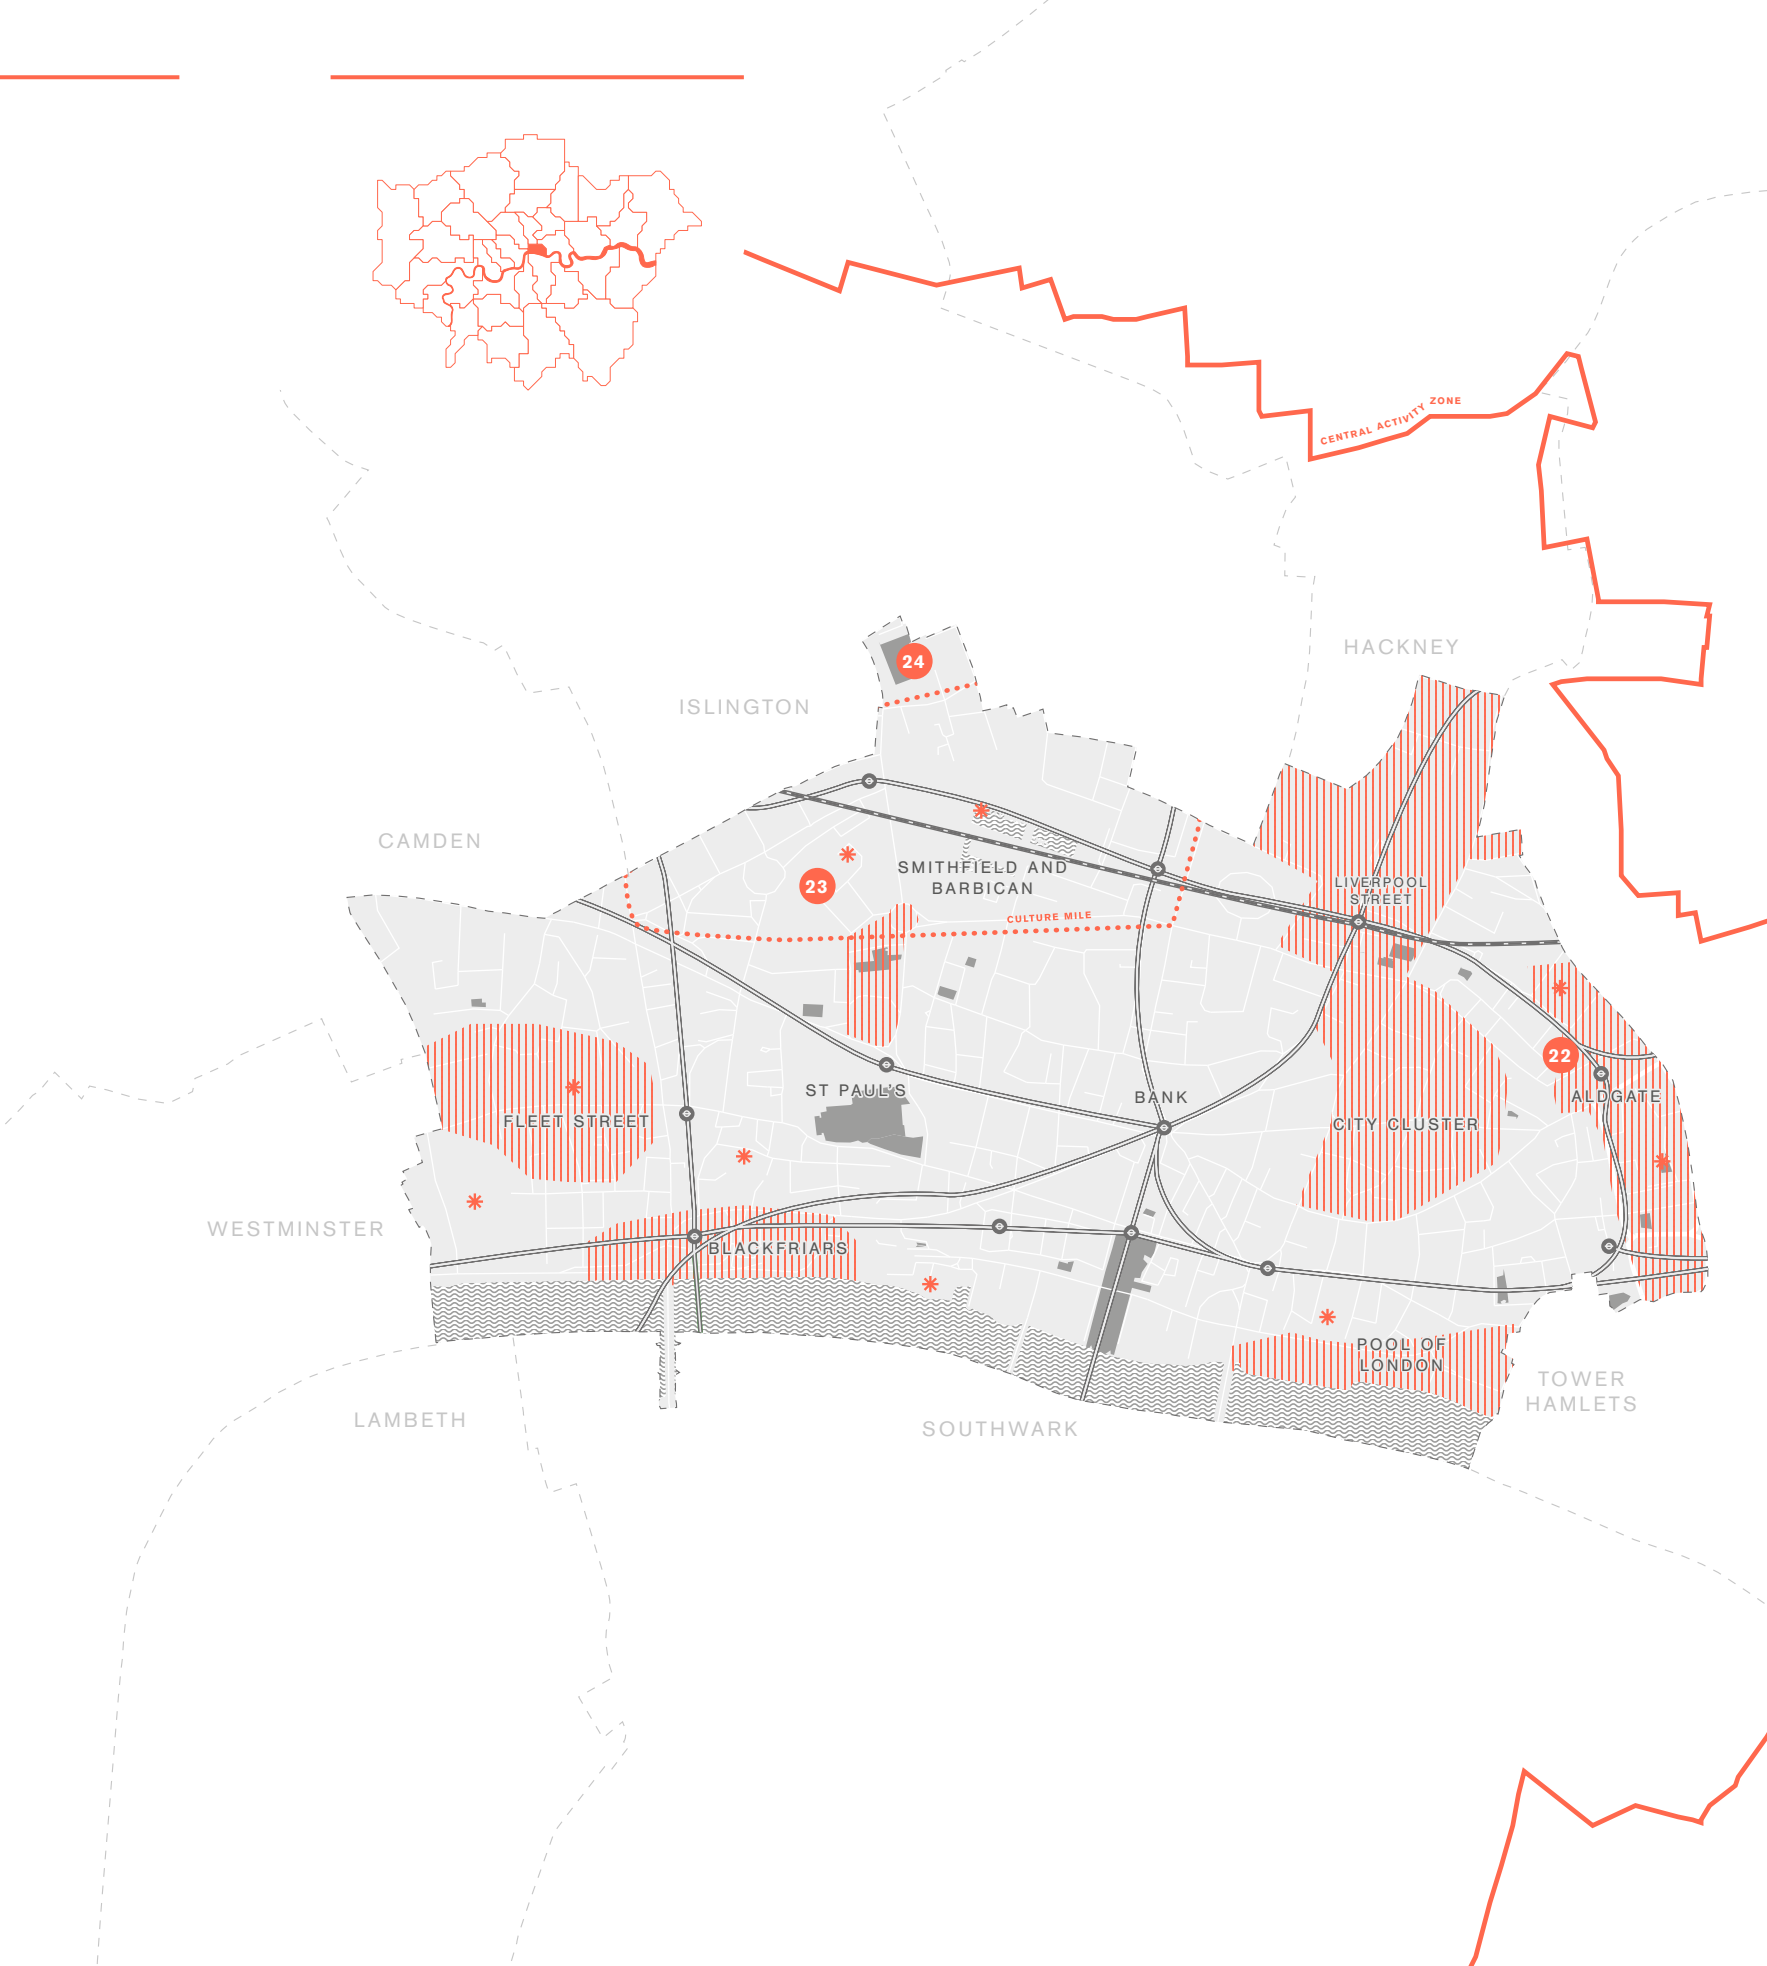 CENTRAL ACTIVITY ZONE
HACKNEY
24
ISLINGTON
CAMDEN
SMITHFIELD AND
BARBICAN
23
LIVERPOOL
STREET
CULTURE MILE
22
ST PAUL'S
BANK
ALDGATE
FLEET STREET
CITY CLUSTER
WESTMINSTER
BLACKFRIARS
POOL OF
LONDON
TOWER
HAMLETS
LAMBETH
SOUTHWARK